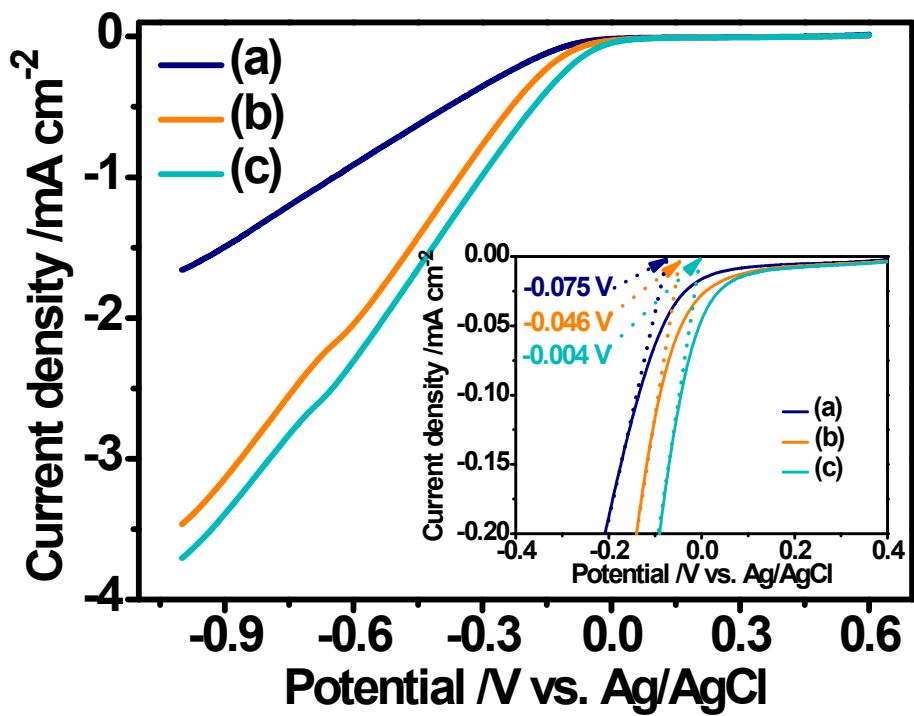 0
-1
-2
-3
-4
Current density /mA cm⁻²
(a)
(b)
(c)
-0.9
-0.6
-0.3
0.0
0.3
0.6
Potential /V vs. Ag/AgCl
0.00
-0.05
-0.10
-0.15
-0.20
Current density /mA cm⁻²
-0.075 V
-0.046 V
-0.004 V
(a)
(b)
(c)
-0.4
-0.2
0.0
0.2
0.4
Potential /V vs. Ag/AgCl